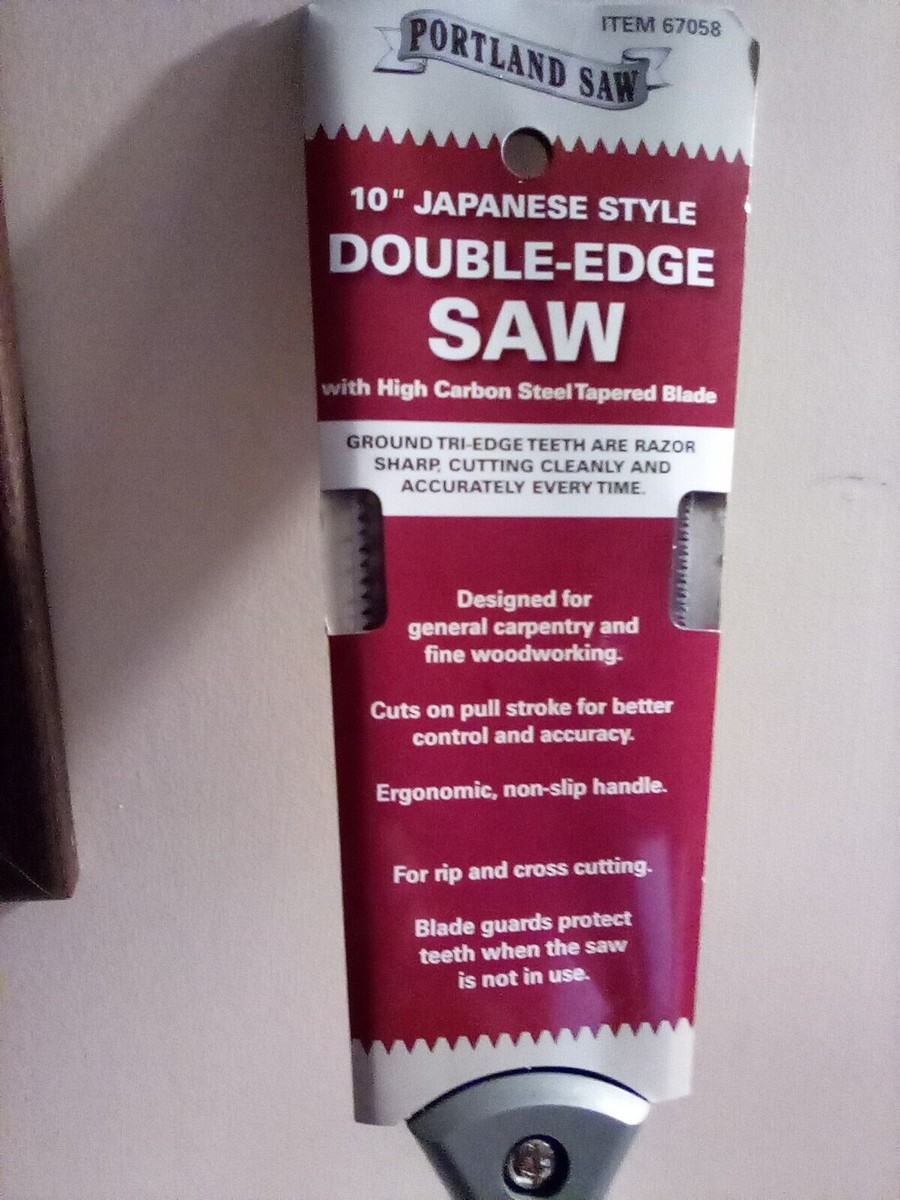 ITEM 67058
PORTLAND SAW
10" JAPANESE STYLE
DOUBLE-EDGE
SAW
with High Carbon Steel Tapered Blade
GROUND TRI-EDGE TEETH ARE RAZOR
SHARP, CUTTING CLEANLY AND
ACCURATELY EVERY TIME.
Designed for
general carpentry and
fine woodworking.
Cuts on pull stroke for better
control and accuracy.
Ergonomic, non-slip handle.
For rip and cross cutting.
Blade guards protect
teeth when the saw
is not in use.